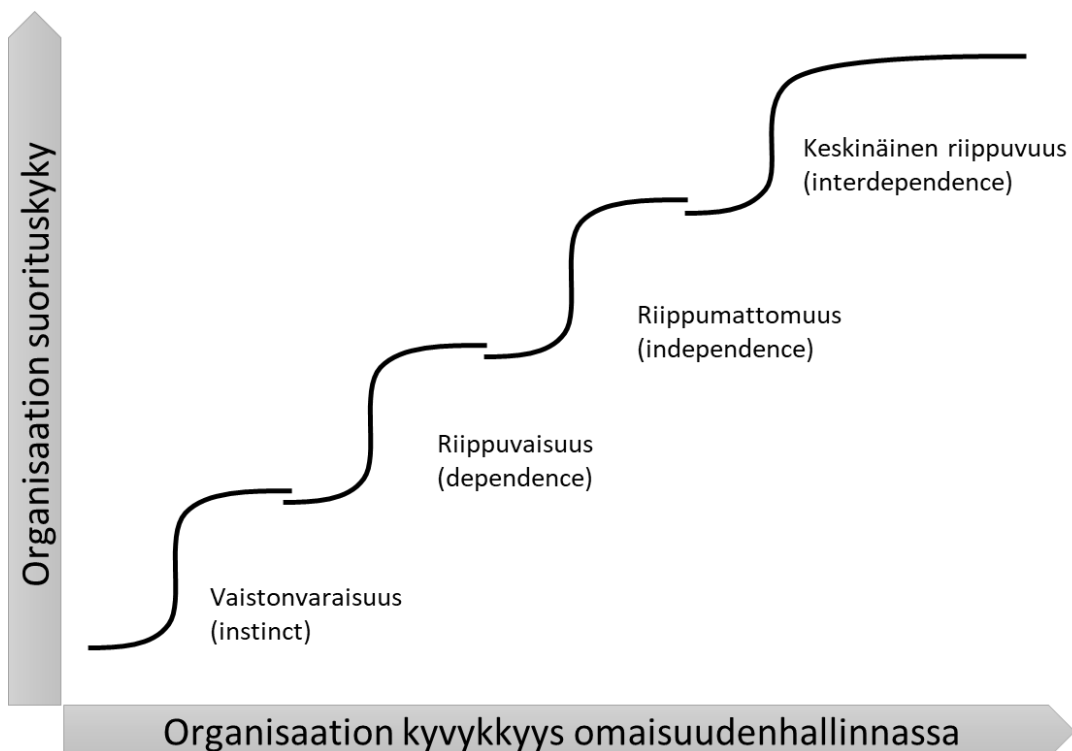 Organisaation suorituskyky
Keskinäinen riippuvuus
(interdependence)
Riippumattomuus
(independence)
Riippuvaisuus
(dependence)
Vaistonvaraisuus
(instinct)
Organisaation kyvykkyys omaisuudenhallinnassa